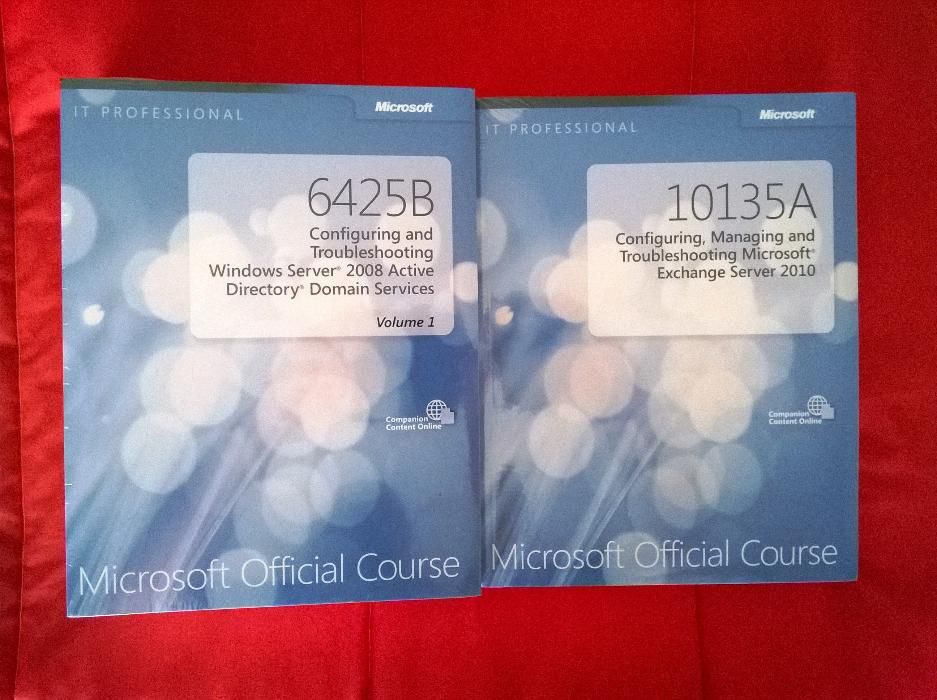 IT PROFESSIONAL
Microsoft
6425B
Configuring and
Troubleshooting
Windows Server® 2008 Active
Directory® Domain Services
Volume 1
Companion
Content Online
Microsoft Official Course
IT PROFESSIONAL
Microsoft
10135A
Configuring, Managing and
Troubleshooting Microsoft®
Exchange Server 2010
Companion
Content Online
Microsoft Official Course